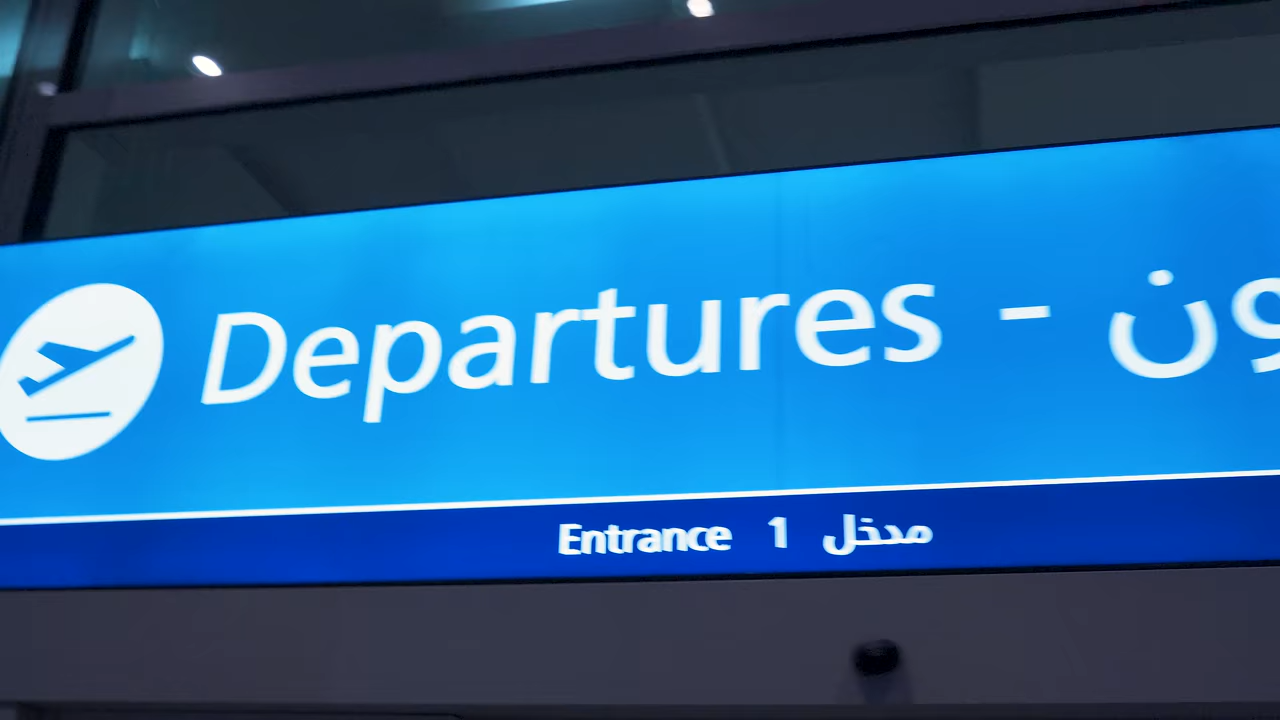 Departures -
Entrance 1 مدخل